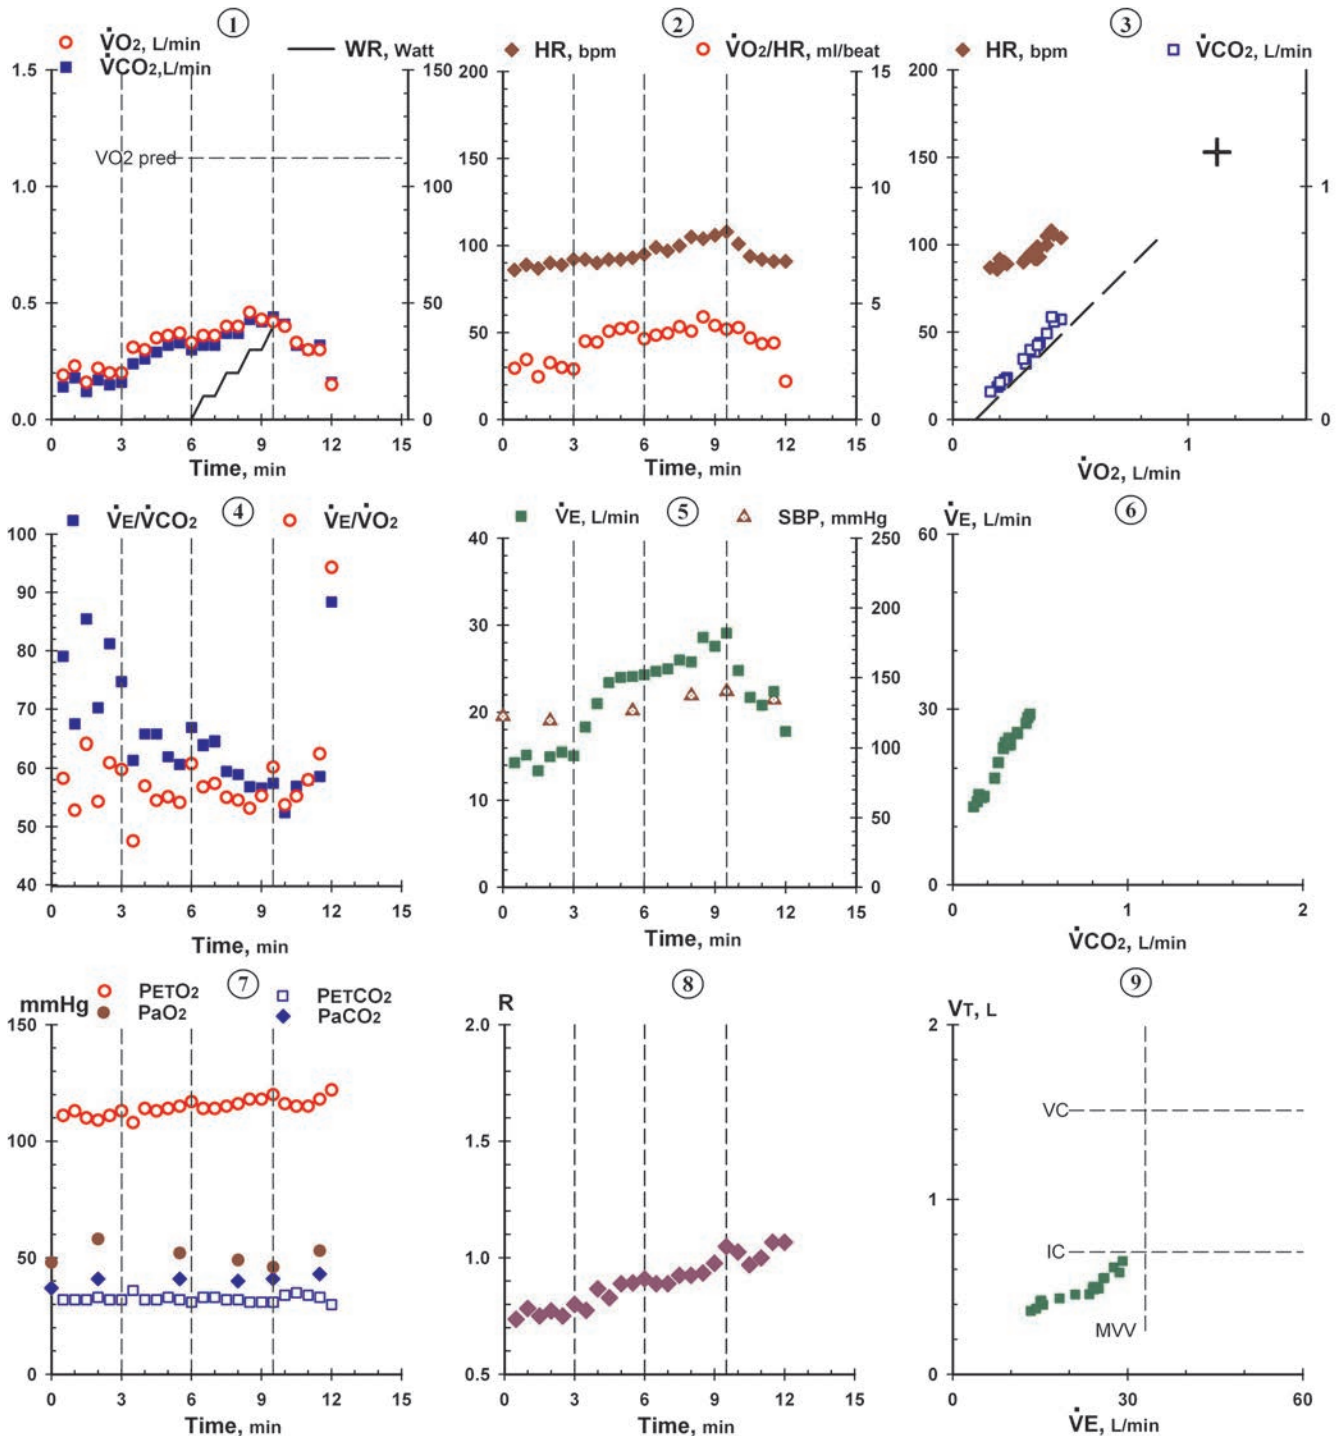 ① 
V̇O2, L/min
V̇CO2,L/min
WR, Watt
1.5
1.0
0.5
0.0
150
100
50
0
VO2 pred
0 3 6 9 12 15
Time, min
②
HR, bpm
V̇O2/HR, ml/beat
200
150
100
50
0
15
10
5
0
0 3 6 9 12 15
Time, min
③
HR, bpm
V̇CO2, L/min
200
150
100
50
0
1
0
0 1
V̇O2, L/min
④
V̇E/V̇CO2
V̇E/V̇O2
100
90
80
70
60
50
40
0 3 6 9 12 15
Time, min
⑤
V̇E, L/min
SBP, mmHg
40
30
20
10
0
250
200
150
100
50
0
0 3 6 9 12 15
Time, min
⑥
V̇E, L/min
60
30
0
0 1 2
V̇CO2, L/min
⑦
mmHg
PETO2
PaO2
PETCO2
PaCO2
150
100
50
0
0 3 6 9 12 15
Time, min
⑧
R
2.0
1.5
1.0
0.5
0 3 6 9 12 15
Time, min
⑨
VT, L
2
1
0
VC
IC
MVV
0 30 60
V̇E, L/min